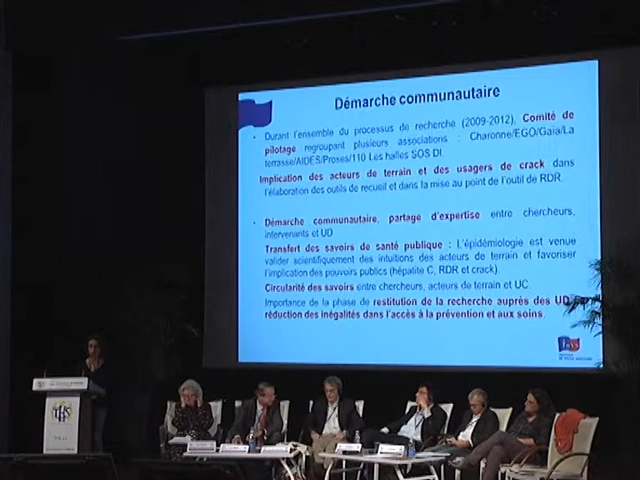 Démarche communautaire
• Durant l'ensemble du processus de recherche (2009-2012), Comité de
pilotage regroupant plusieurs associations : Charonne/EGO/Gaïa/La
terrasse/AIDES/Proses/110 Les halles SOS DI.
Implication des acteurs de terrain et des usagers de crack dans
l'élaboration des outils de recueil et dans la mise au point de l'outil de RDR.
• Démarche communautaire, partage d'expertise entre chercheurs,
intervenants et UD
Transfert des savoirs de santé publique : L'épidémiologie est venue
valider scientifiquement des intuitions des acteurs de terrain et favoriser
l'implication des pouvoirs publics (hépatite C, RDR et crack).
Circularité des savoirs entre chercheurs, acteurs de terrain et UC.
Importance de la phase de restitution de la recherche auprès des UD
réduction des inégalités dans l'accès à la prévention et aux soins.